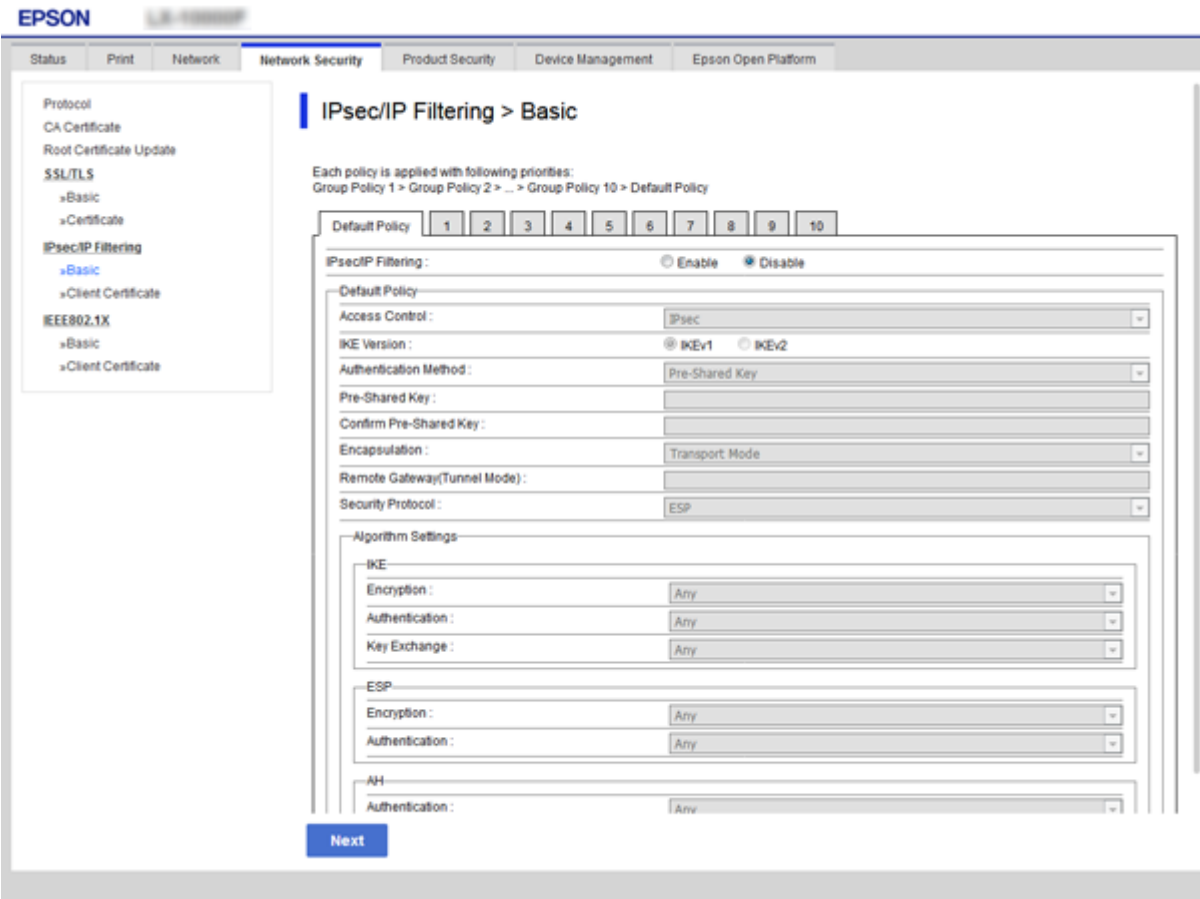 EPSON
Status Print Network Network Security Product Security Device Management Epson Open Platform
Protocol
CA Certificate
Root Certificate Update
SSL/TLS
»Basic
»Certificate
IPsec/IP Filtering
»Basic
»Client Certificate
IEEE802.1X
»Basic
»Client Certificate
IPsec/IP Filtering > Basic
Each policy is applied with following priorities:
Group Policy 1 > Group Policy 2 > ... > Group Policy 10 > Default Policy
Default Policy 1 2 3 4 5 6 7 8 9 10
IPsec/IP Filtering : Enable Disable
Default Policy
Access Control : IPsec
IKE Version : IKEv1 IKEv2
Authentication Method : Pre-Shared Key
Pre-Shared Key :
Confirm Pre-Shared Key :
Encapsulation : Transport Mode
Remote Gateway(Tunnel Mode) :
Security Protocol : ESP
Algorithm Settings
IKE
Encryption : Any
Authentication : Any
Key Exchange : Any
ESP
Encryption : Any
Authentication : Any
AH
Authentication : Any
Next